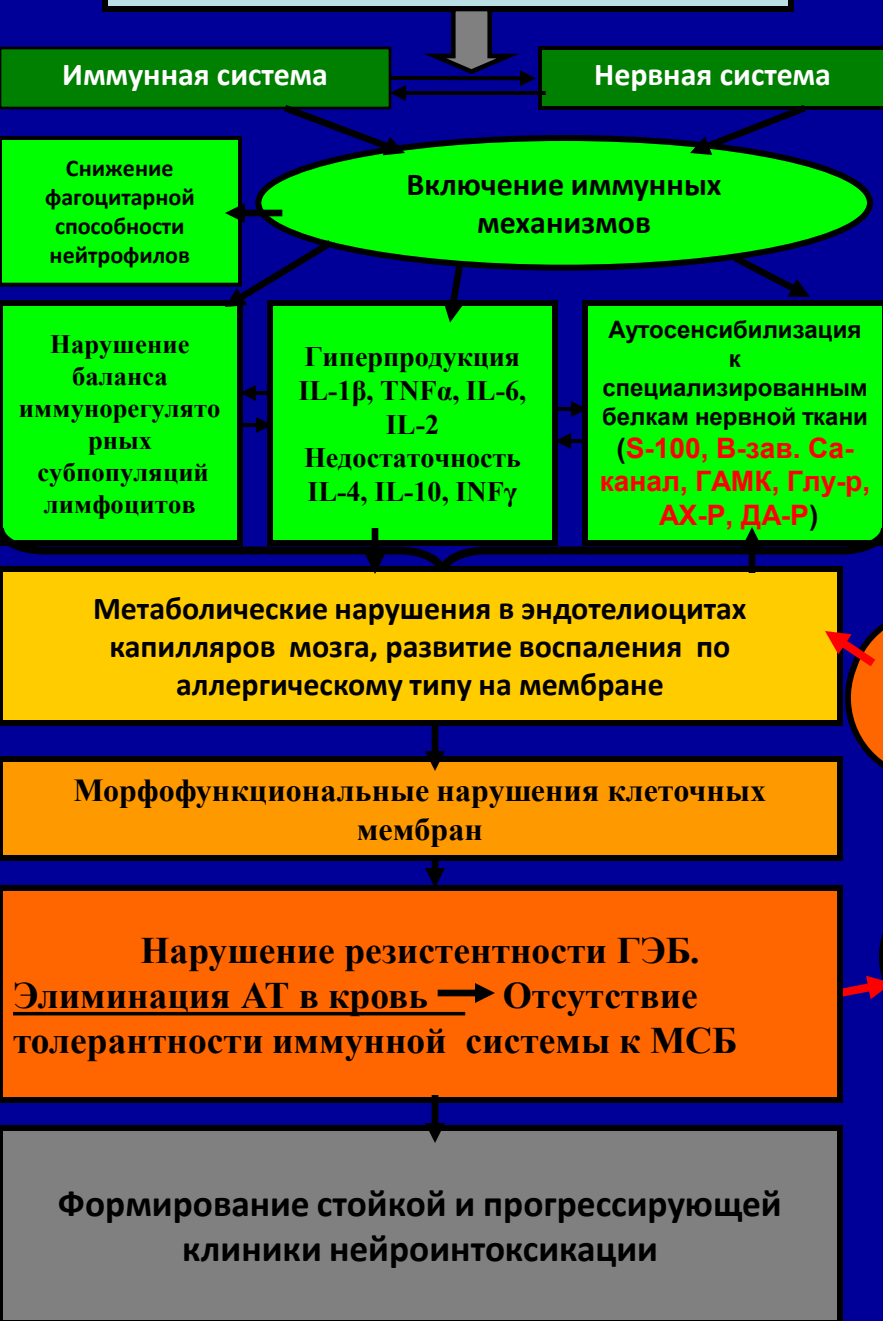 Иммунная система
Нервная система
Снижение
фагоцитарной
способности
нейтрофилов
Включение иммунных
механизмов
Нарушение
баланса
иммунорегулято
рных
субпопуляций
лимфоцитов
Гиперпродукция
IL-1β, TNFα, IL-6,
IL-2
Недостаточность
IL-4, IL-10, INFγ
Аутосенсибилизация
к
специализированным
белкам нервной ткани
(S-100, В-зав. Са-
канал, ГАМК, Глу-р,
АХ-Р, ДА-Р)
Метаболические нарушения в эндотелиоцитах
капилляров мозга, развитие воспаления по
аллергическому типу на мембране
Морфофункциональные нарушения клеточных
мембран
Нарушение резистентности ГЭБ.
Элиминация АТ в кровь Отсутствие
толерантности иммунной системы к МСБ
Формирование стойкой и прогрессирующей
клиники нейроинтоксикации